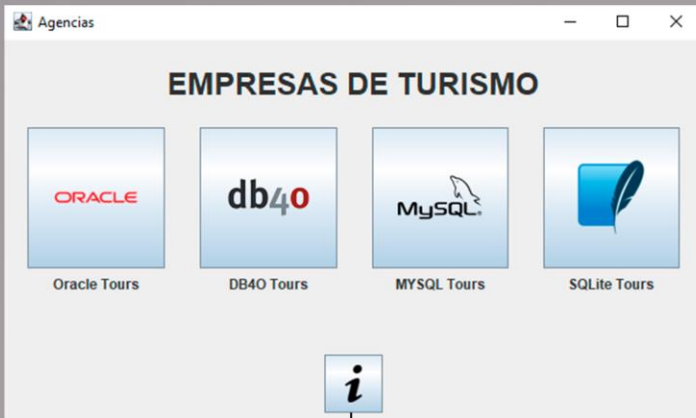 Agencias
EMPRESAS DE TURISMO
ORACLE
db4o
MySQL
Oracle Tours
DB4O Tours
MYSQL Tours
SQLite Tours
i